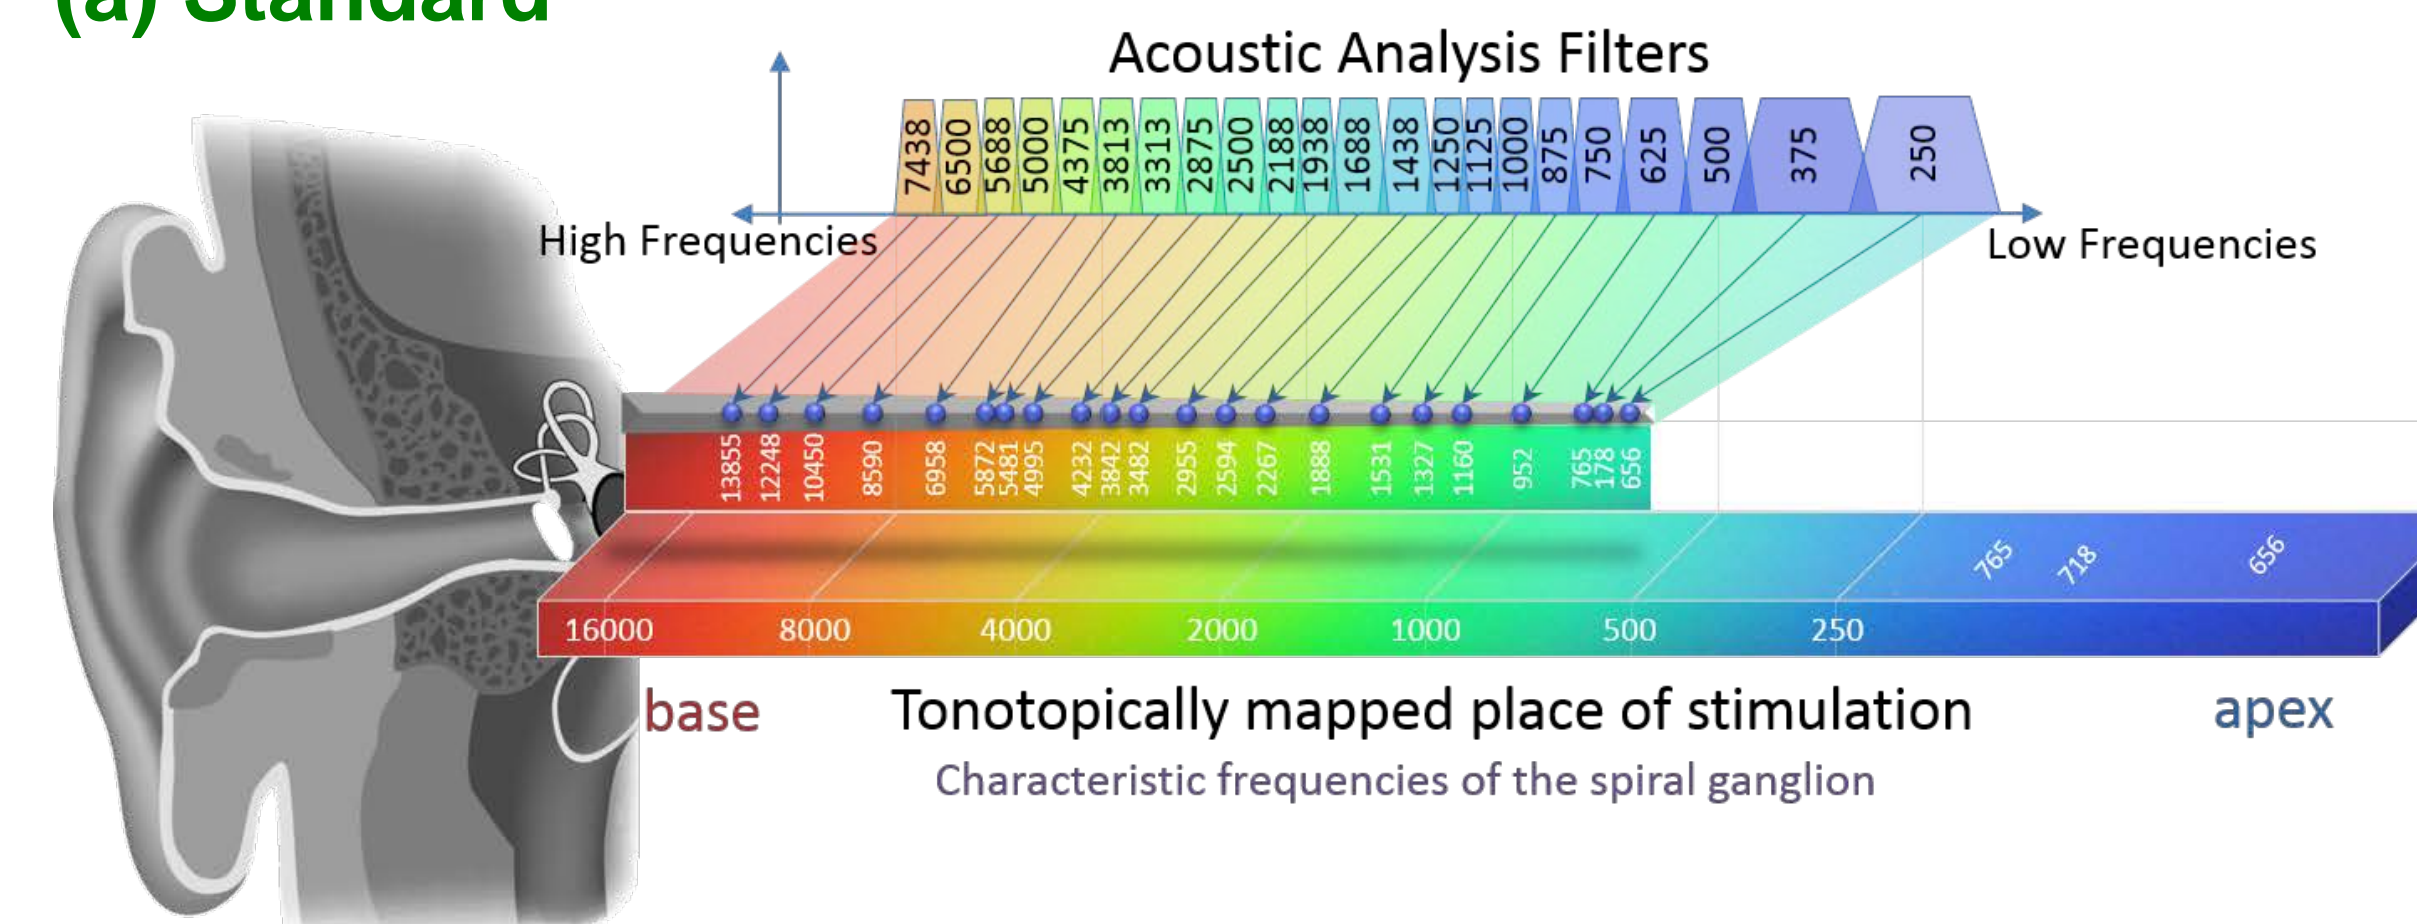 (a) Standard
Acoustic Analysis Filters
7438 6500 5688 5000 4375 3813 3313 2875 2500 2188 1938 1688 1438 1250 1125 1000 875 750 625 500 375 250
High Frequencies
Low Frequencies
13855 12248 10450 8590 6958 5872 5481 4995 4232 3842 3482 2955 2594 2267 1888 1531 1327 1160 952 765 178 656
765 718 656
16000 8000 4000 2000 1000 500 250
base
Tonotopically mapped place of stimulation
apex
Characteristic frequencies of the spiral ganglion